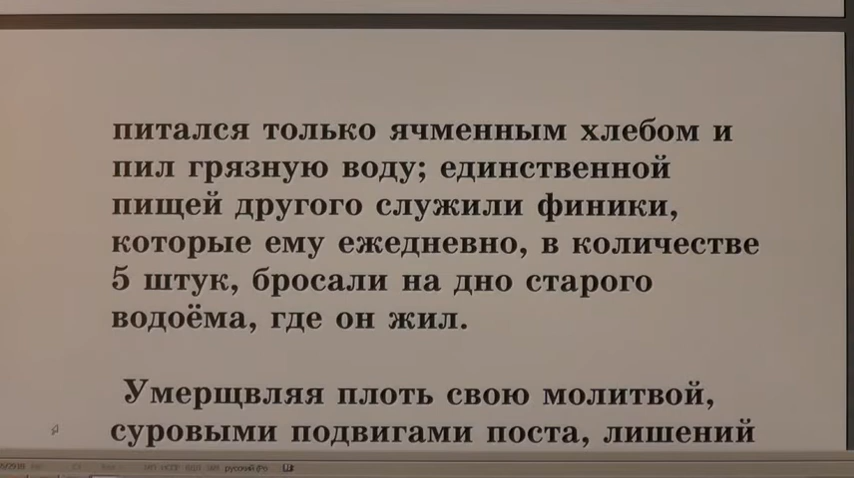 питался только ячменным хлебом и
пил грязную воду; единственной
пищей другого служили финики,
которые ему ежедневно, в количестве
5 штук, бросали на дно старого
водоёма, где он жил.
Умерщвляя плоть свою молитвой,
суровыми подвигами поста, лишений
русский